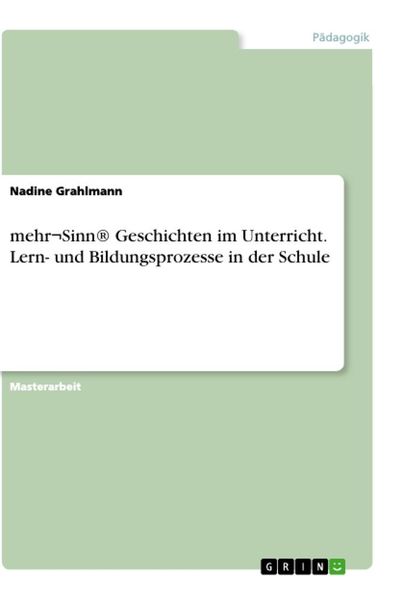 Pädagogik
Nadine Grahlmann
mehr¬Sinn® Geschichten im Unterricht.
Lern- und Bildungsprozesse in der Schule
Masterarbeit
GRIN